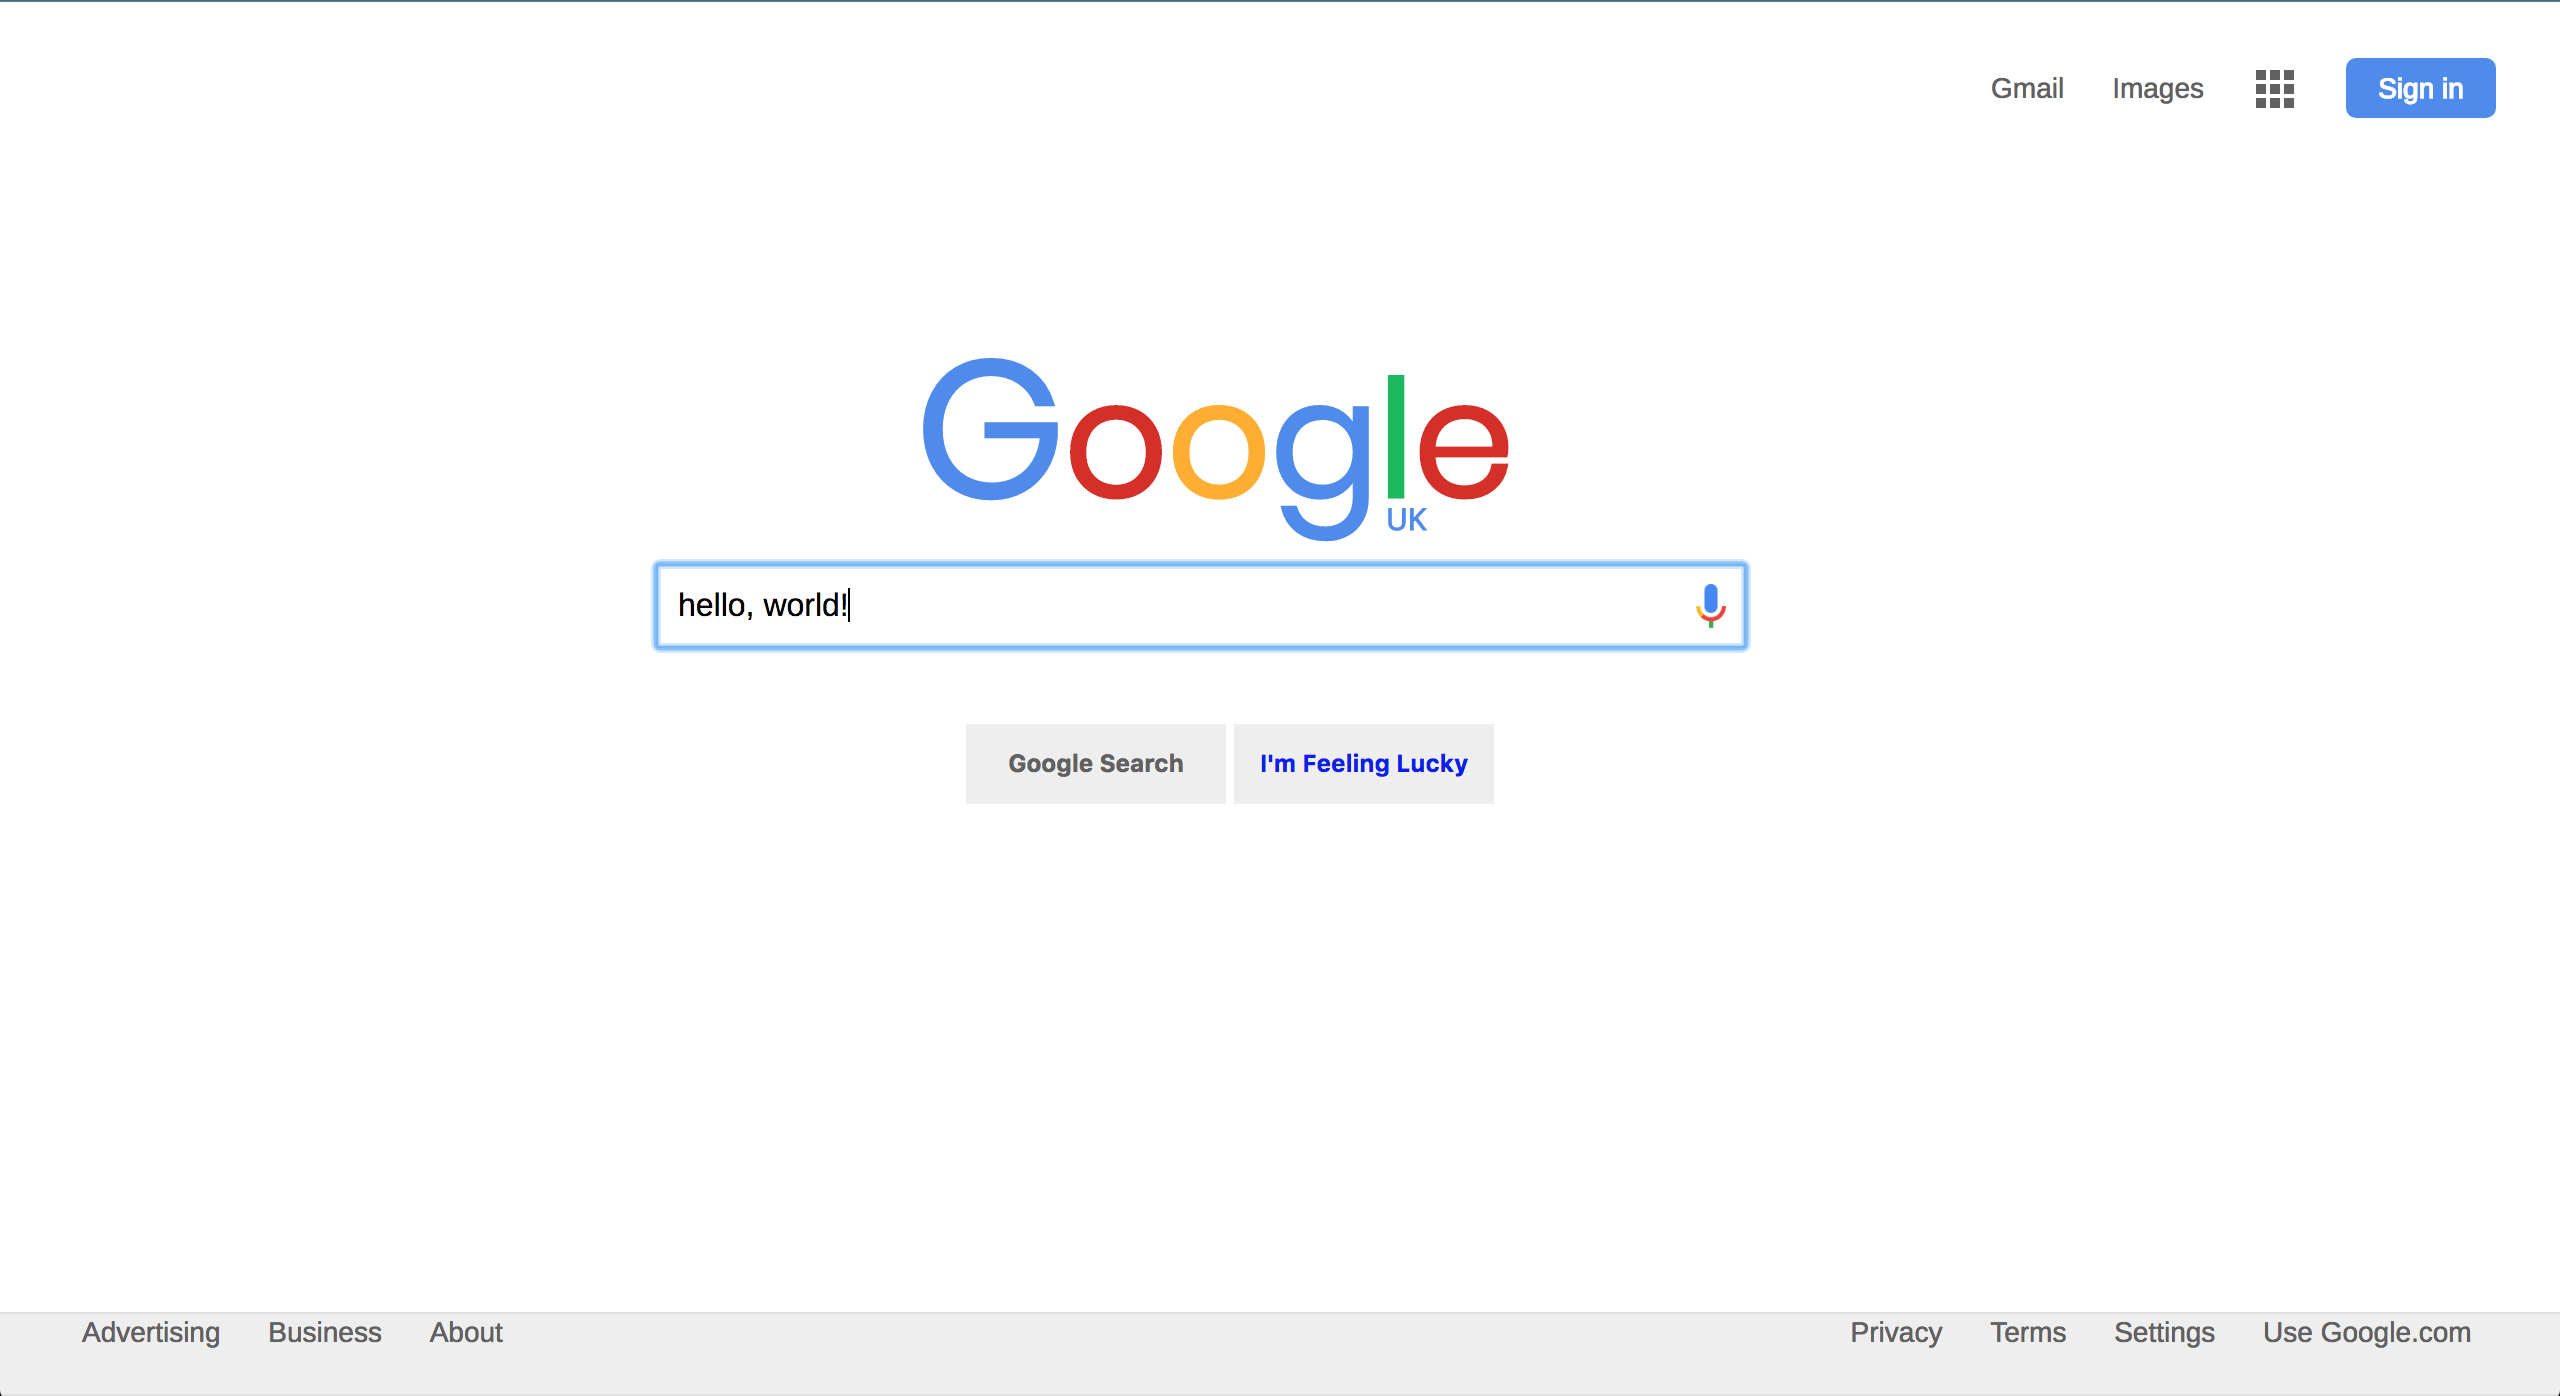 Gmail Images Sign in
Google
UK
hello, world!
Google Search I'm Feeling Lucky
Advertising Business About Privacy Terms Settings Use Google.com